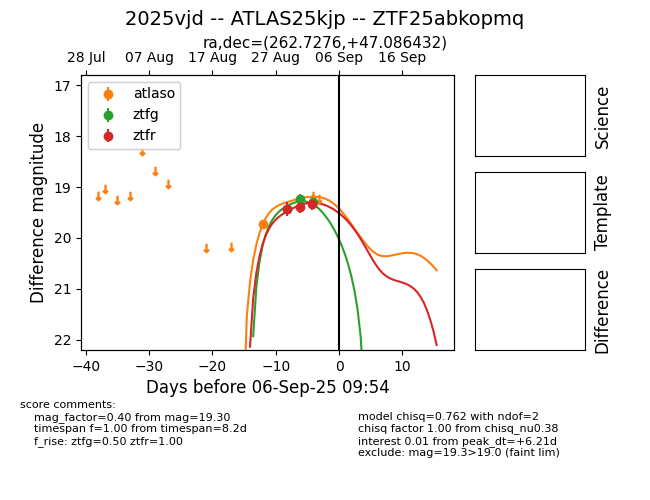 2025vjd -- ATLAS25kjp -- ZTF25abkopmq
ra,dec=(262.7276,+47.086432)
28 Jul 07 Aug 17 Aug 27 Aug 06 Sep 16 Sep
atlaso
ztfg
ztfr
Difference magnitude
17
18
19
20
21
22
−40 −30 −20 −10 0 10
Days before 06-Sep-25 09:54
Science
Template
Difference
score comments:
mag_factor=0.40 from mag=19.30
timespan f=1.00 from timespan=8.2d
f_rise: ztfg=0.50 ztfr=1.00
model chisq=0.762 with ndof=2
chisq factor 1.00 from chisq_nu0.38
interest 0.01 from peak_dt=+6.21d
exclude: mag=19.3>19.0 (faint lim)